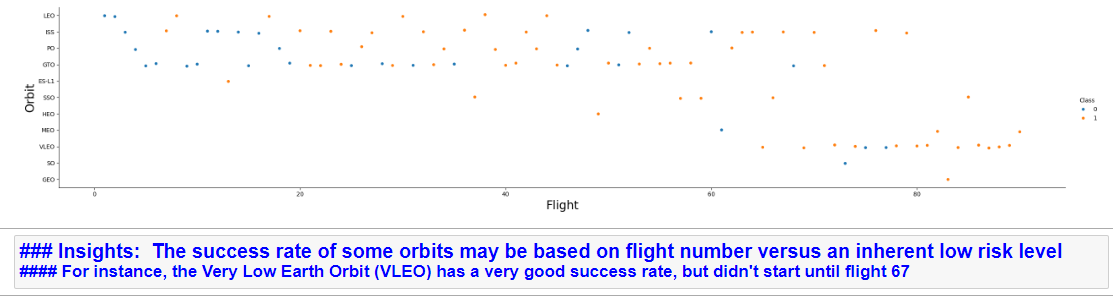 LEO
ISS
PO
GTO
ES-L1
SSO
HEO
MEO
VLEO
SO
GEO
Orbit
0 20 40 60 80
Flight
Class
0
1
### Insights:  The success rate of some orbits may be based on flight number versus an inherent low risk level
#### For instance, the Very Low Earth Orbit (VLEO) has a very good success rate, but didn't start until flight 67